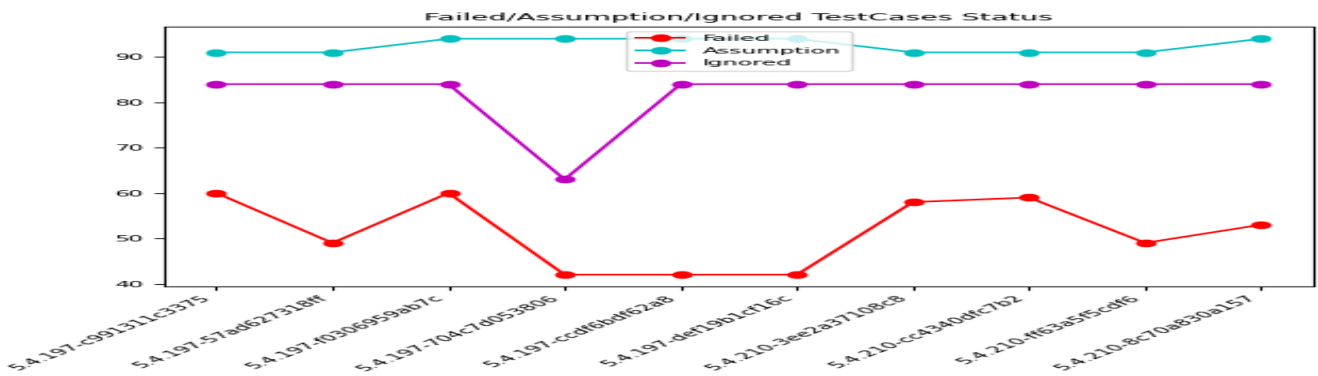 Failed/Assumption/Ignored TestCases Status
Failed
Assumption
Ignored
90
80
70
60
50
40
5.4.197-c991311c3375
5.4.197-57ad627318ff
5.4.197-f0306959ab7c
5.4.197-704c7d053806
5.4.197-ccdf6bdf62a8
5.4.197-def19b1cf16c
5.4.210-3ee2a37108c8
5.4.210-cc4340dfc7b2
5.4.210-ff63a5f5cdf6
5.4.210-8c70a830a157